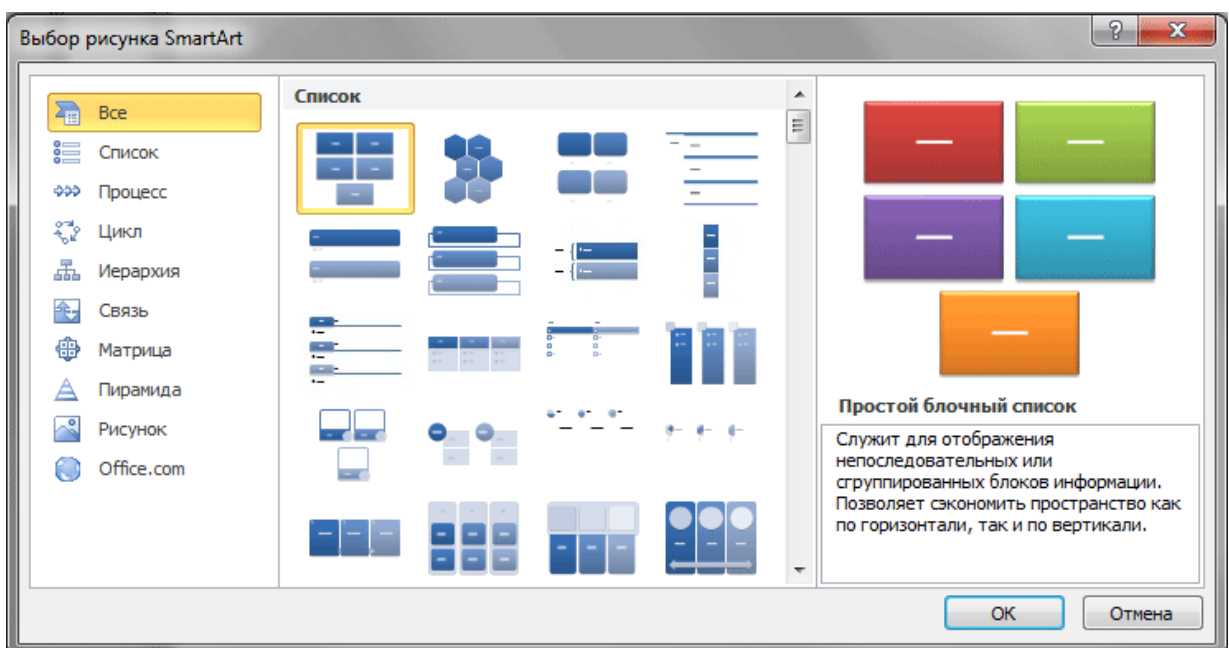 Выбор рисунка SmartArt
Все
Список
Процесс
Цикл
Иерархия
Связь
Матрица
Пирамида
Рисунок
Office.com
Список
Простой блочный список
Служит для отображения
непоследовательных или
сгруппированных блоков информации.
Позволяет сэкономить пространство как
по горизонтали, так и по вертикали.
ОК
Отмена